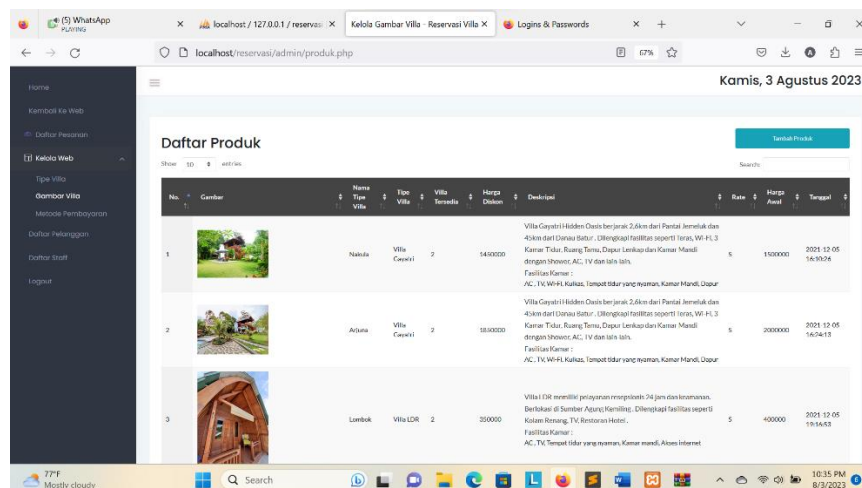 (5) WhatsApp
PLAYING
localhost / 127.0.0.1 / reservasi
Kelola Gambar Villa - Reservasi Villa
Logins & Passwords
localhost/reservasi/admin/produk.php
67%
Home
Kembali Ke Web
Daftar Pesanan
Kelola Web
Tipe Villa
Gambar Villa
Metode Pembayaran
Daftar Pelanggan
Daftar Staff
Logout
Kamis, 3 Agustus 2023
Daftar Produk
Tambah Produk
Show 10 entries
Search:
No. Gambar Nama Tipe Villa Tipe Villa Villa Tersedia Harga Diskon Deskripsi Rate Harga Awal Tanggal
Villa Gayatri Hidden Oasis berjarak 2,6km dari Pantai Jemeluk dan
45km dari Danau Batur . Dilengkapi fasilitas seperti Teras, Wi-Fi, 3
1 Nakula Villa Gayatri 2 1450000 Kamar Tidur, Ruang Temu, Dapur Lenkap dan Kamar Mandi 5 1500000 2021-12-05
dengan Shower, AC, TV dan lain-lain.
Fasilitas Kamar :
AC , TV, Wi-Fi, Kulkas, Tempat tidur yang nyaman, Kamar Mandi, Dapur
Villa Gayatri Hidden Oasis berjarak 2,6km dari Pantai Jemeluk dan
45km dari Danau Batur . Dilengkapi fasilitas seperti Teras, Wi-Fi, 3
2 Arjuna Villa Gayatri 2 Kamar Tidur, Ruang Temu, Dapur Lenkap dan Kamar Mandi 5 2000000 2021-12-05 16:24:13
dengan Shower, AC, TV dan lain-lain.
Fasilitas Kamar :
AC , TV, Wi-Fi, Kulkas, Tempat tidur yang nyaman, Kamar Mandi, Dapur
Villa LDR memiliki pelayanan resepsionis 24 jam dan keamanan.
Berlokasi di Sumber Agung Kemiling . Dilengkapi fasilitas seperti
3 Lombok Villa LDR 2 350000 Kolam Renang, TV, Restoran Hotel . 5 400000 2021-12-05
Fasilitas Kamar :
AC , TV, Tempat tidur yang nyaman, Kamar mandi, Akses Internet
77°F
Mostly cloudy
Search
10:35 PM
8/3/2023